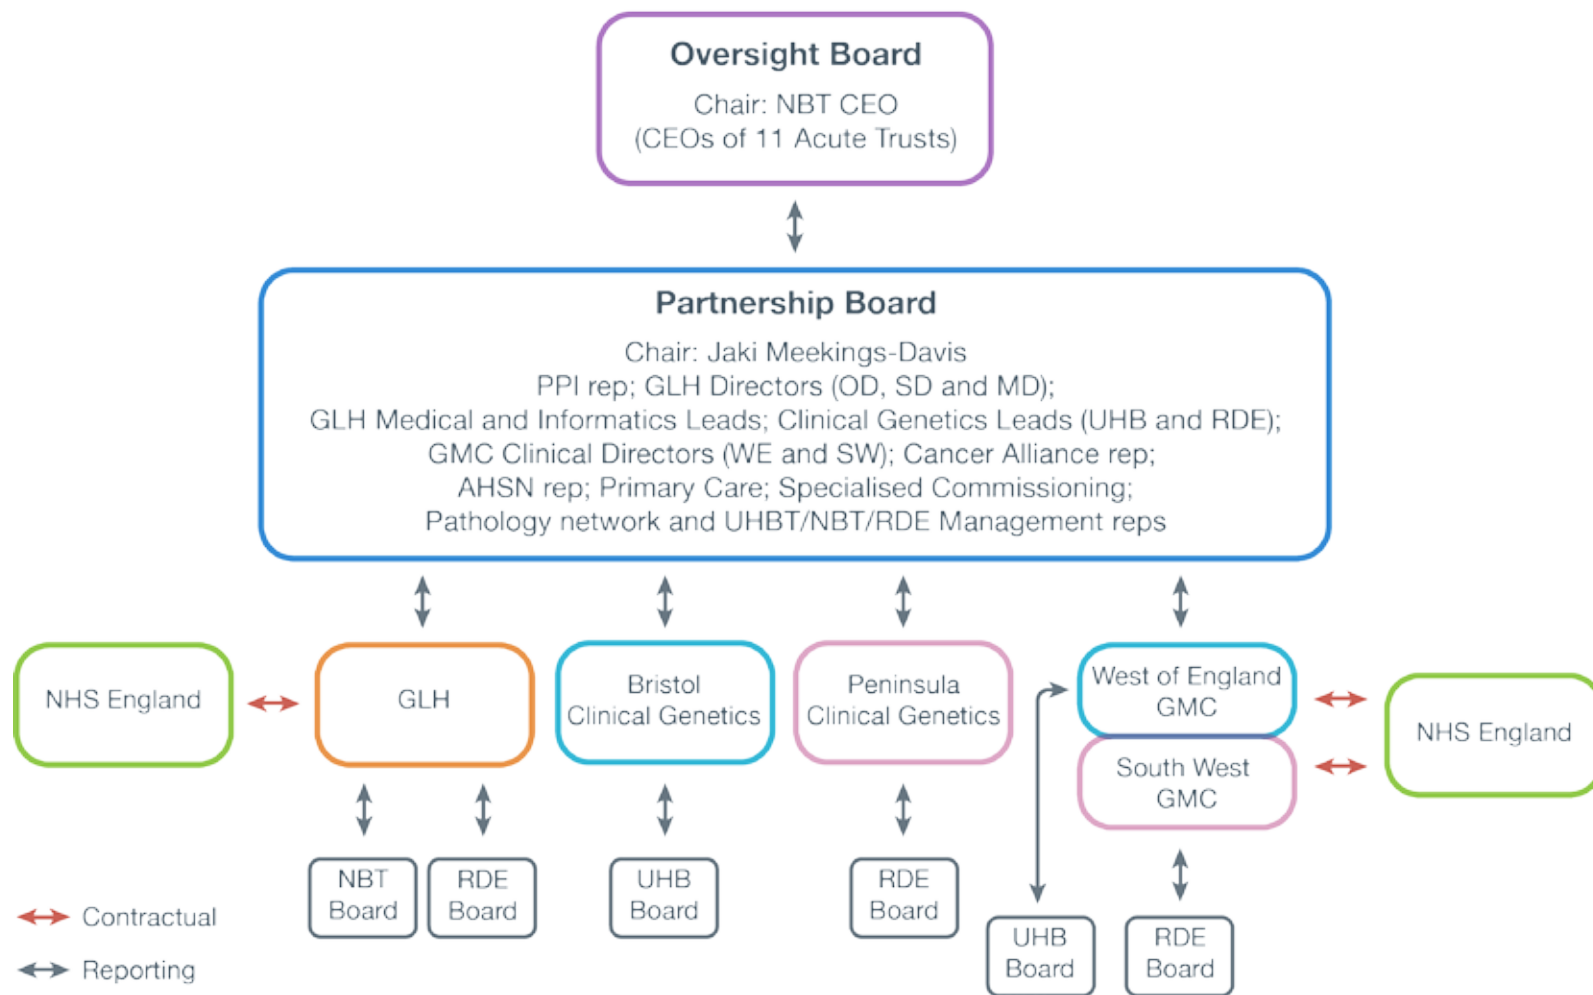 Oversight Board
Chair: NBT CEO
(CEOs of 11 Acute Trusts)
Partnership Board
Chair: Jaki Meekings-Davis
PPI rep; GLH Directors (OD, SD and MD);
GLH Medical and Informatics Leads; Clinical Genetics Leads (UHB and RDE);
GMC Clinical Directors (WE and SW); Cancer Alliance rep;
AHSN rep; Primary Care; Specialised Commissioning;
Pathology network and UHBT/NBT/RDE Management reps
NHS England
GLH
Bristol
Clinical Genetics
Peninsula
Clinical Genetics
West of England
GMC
South West
GMC
NHS England
NBT
Board
RDE
Board
UHB
Board
RDE
Board
UHB
Board
RDE
Board
Contractual
Reporting